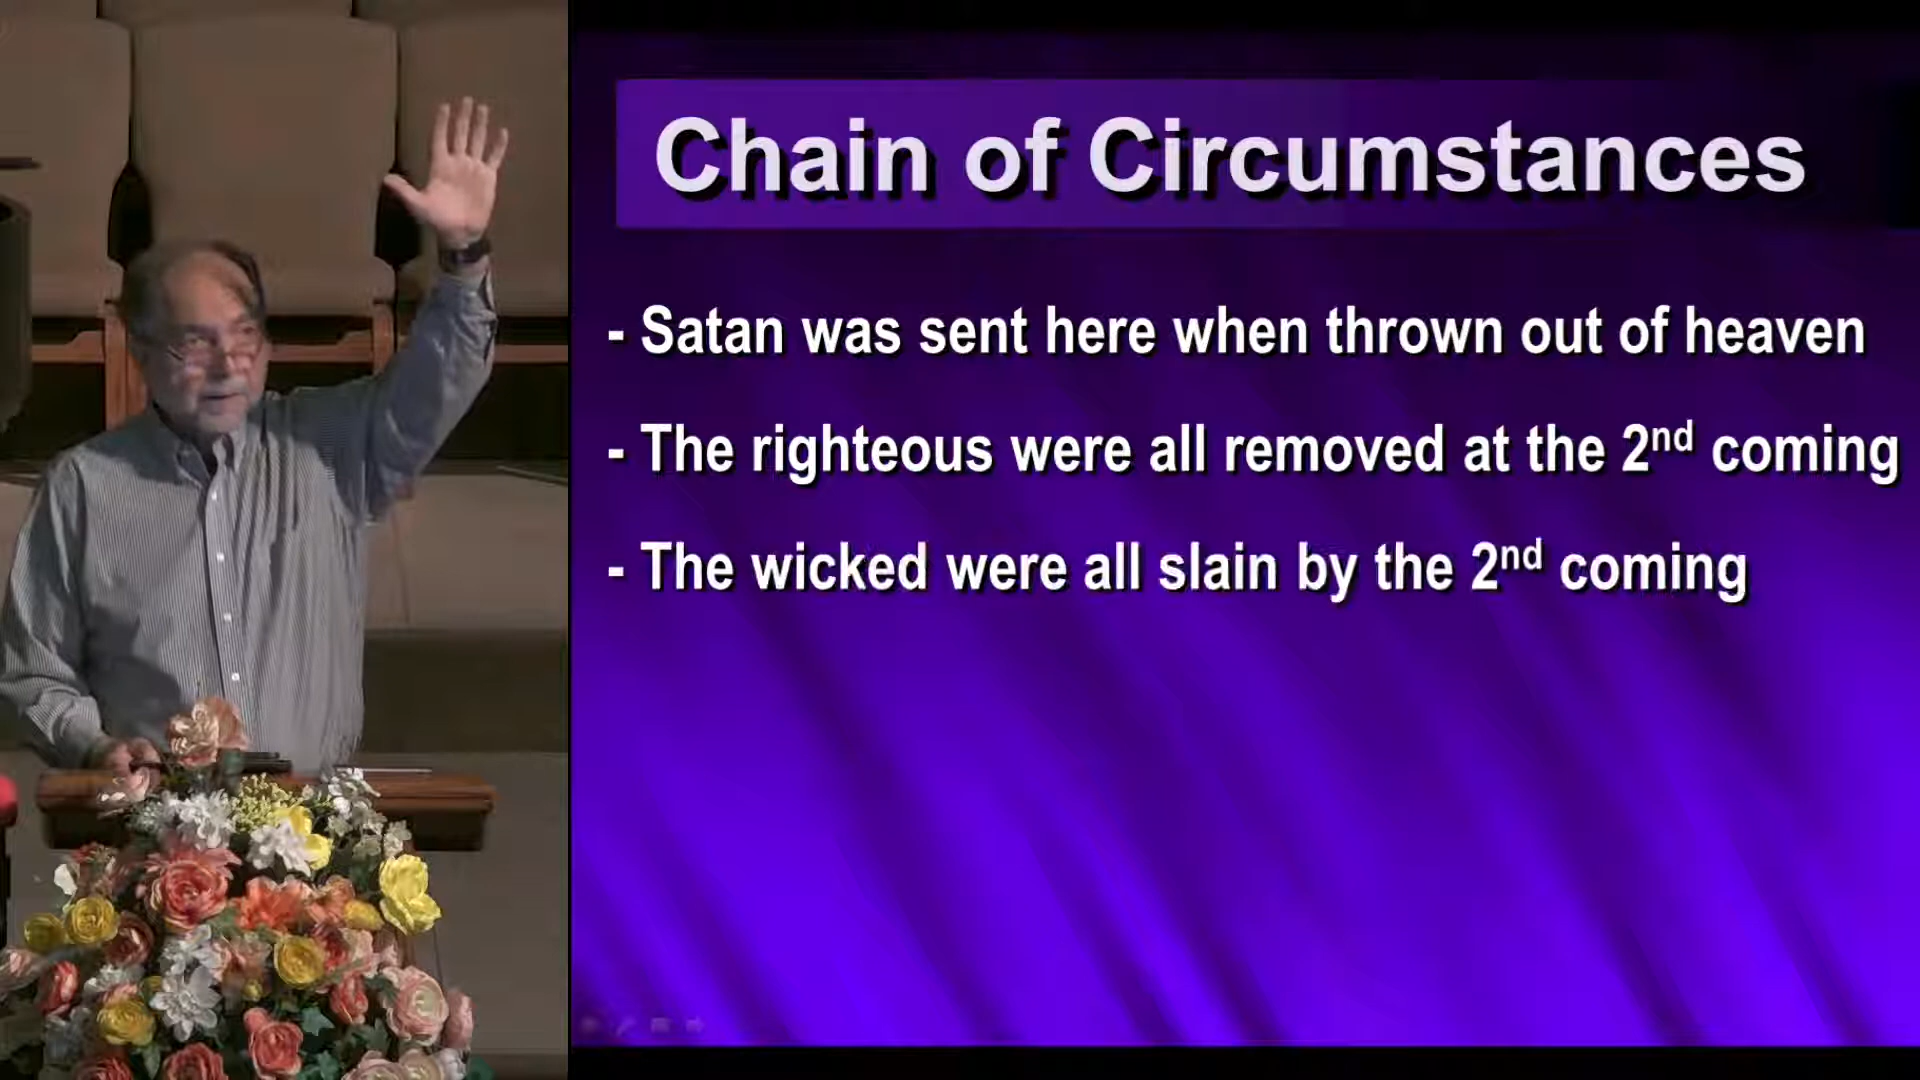 Chain of Circumstances
- Satan was sent here when thrown out of heaven
- The righteous were all removed at the 2nd coming
- The wicked were all slain by the 2nd coming